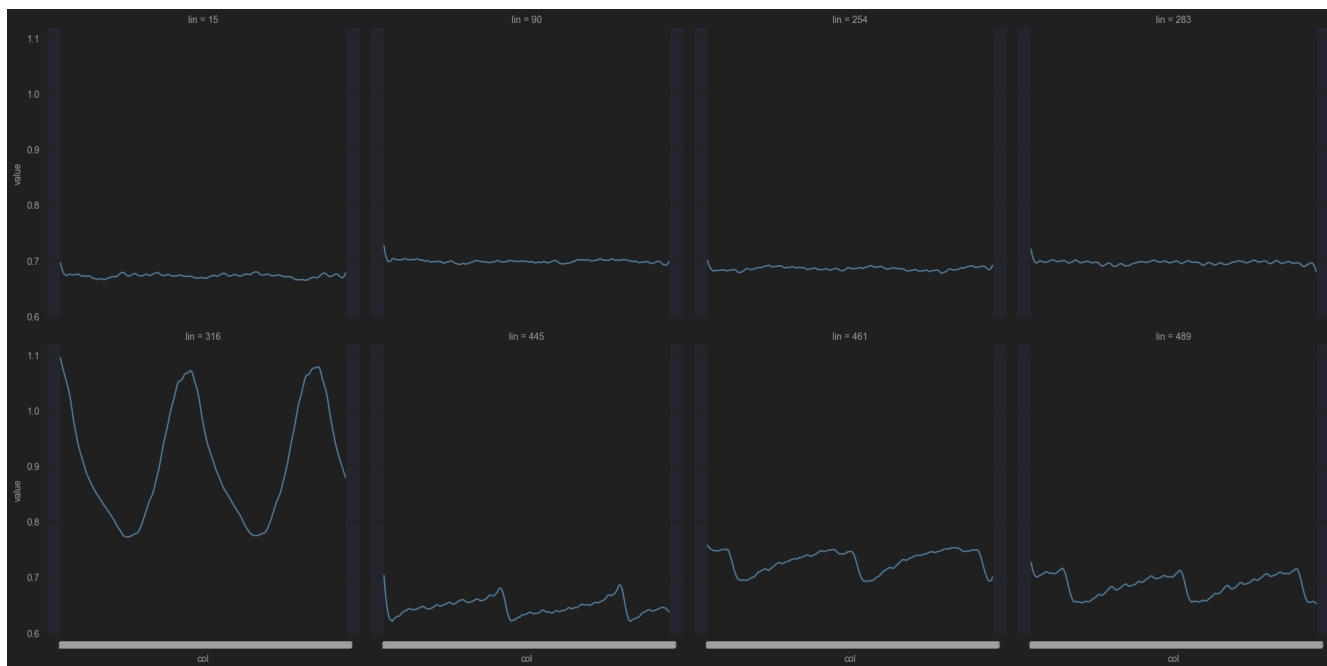 lin = 15
lin = 90
lin = 254
lin = 283
1.1
1.0
0.9
0.8
0.7
0.6
value
lin = 316
lin = 445
lin = 461
lin = 489
1.1
1.0
0.9
0.8
0.7
0.6
value
col
col
col
col